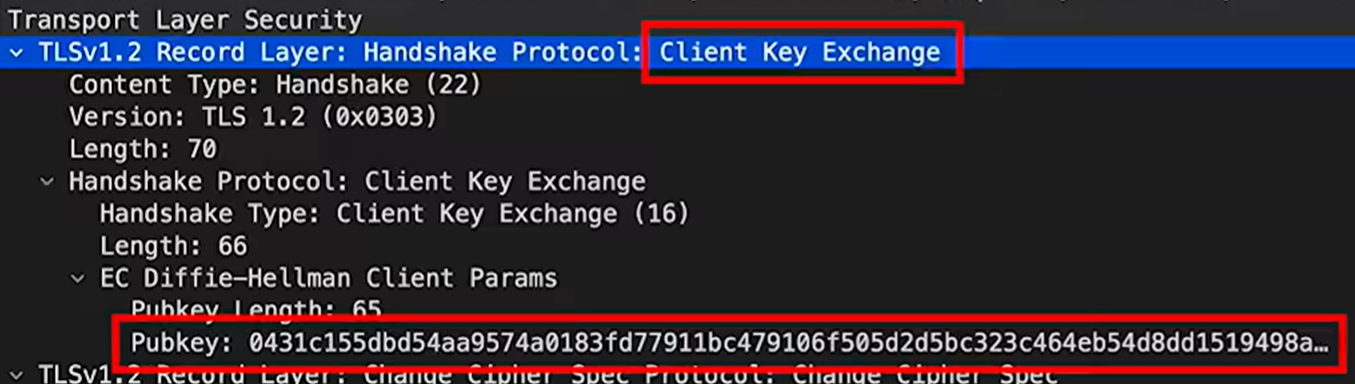 Transport Layer Security
TLSv1.2 Record Layer: Handshake Protocol: Client Key Exchange
Content Type: Handshake (22)
Version: TLS 1.2 (0x0303)
Length: 70
Handshake Protocol: Client Key Exchange
Handshake Type: Client Key Exchange (16)
Length: 66
EC Diffie-Hellman Client Params
Pubkey Length: 65
Pubkey: 0431c155dbd54aa9574a0183fd77911bc479106f505d2d5bc323c464eb54d8dd1519498a…
TLSv1.2 Record Layer: Change Cipher Spec Protocol: Change Cipher Spec